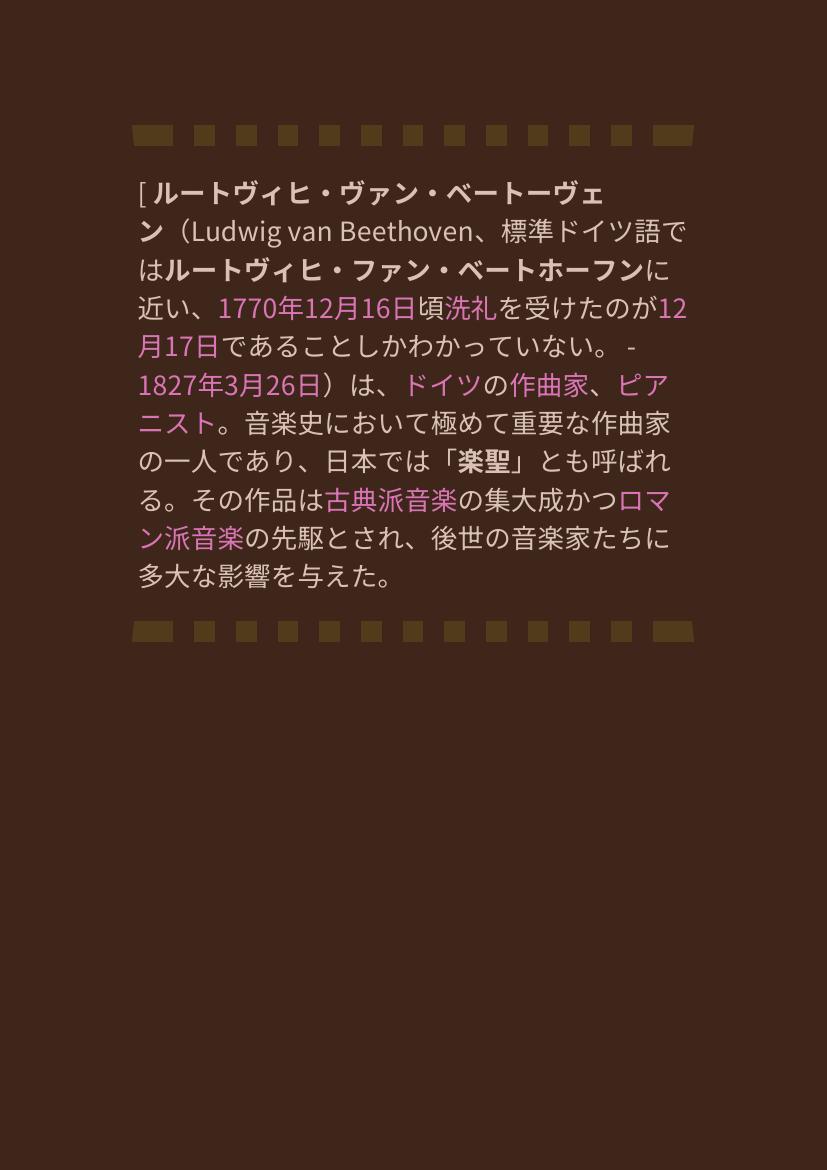 [ ルートヴィヒ・ヴァン・ベートーヴェ
ン（Ludwig van Beethoven、標準ドイツ語で
はルートヴィヒ・ファン・ベートホーフンに
近い、1770年12月16日頃洗礼を受けたのが12
月17日であることしかわかっていない。 -
1827年3月26日）は、ドイツの作曲家、ピア
ニスト。音楽史において極めて重要な作曲家
の一人であり、日本では「楽聖」とも呼ばれ
る。その作品は古典派音楽の集大成かつロマ
ン派音楽の先駆とされ、後世の音楽家たちに
多大な影響を与えた。